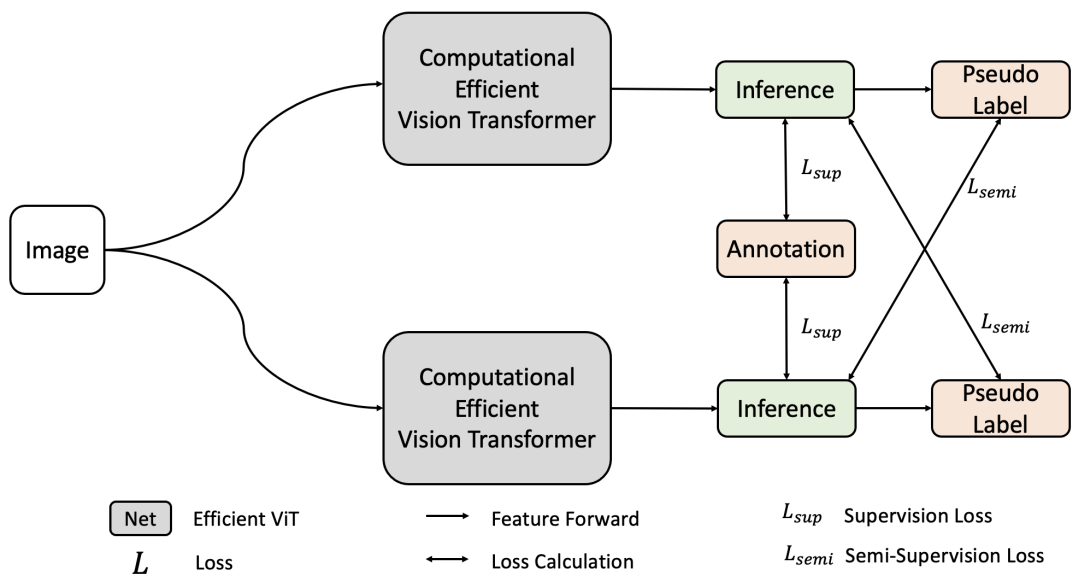 Computational
Efficient
Vision Transformer
Inference
Pseudo
Label
L_sup
L_semi
Image
Annotation
L_sup
L_semi
Computational
Efficient
Vision Transformer
Inference
Pseudo
Label
Net Efficient ViT
Feature Forward
L_sup Supervision Loss
L Loss
Loss Calculation
L_semi Semi-Supervision Loss